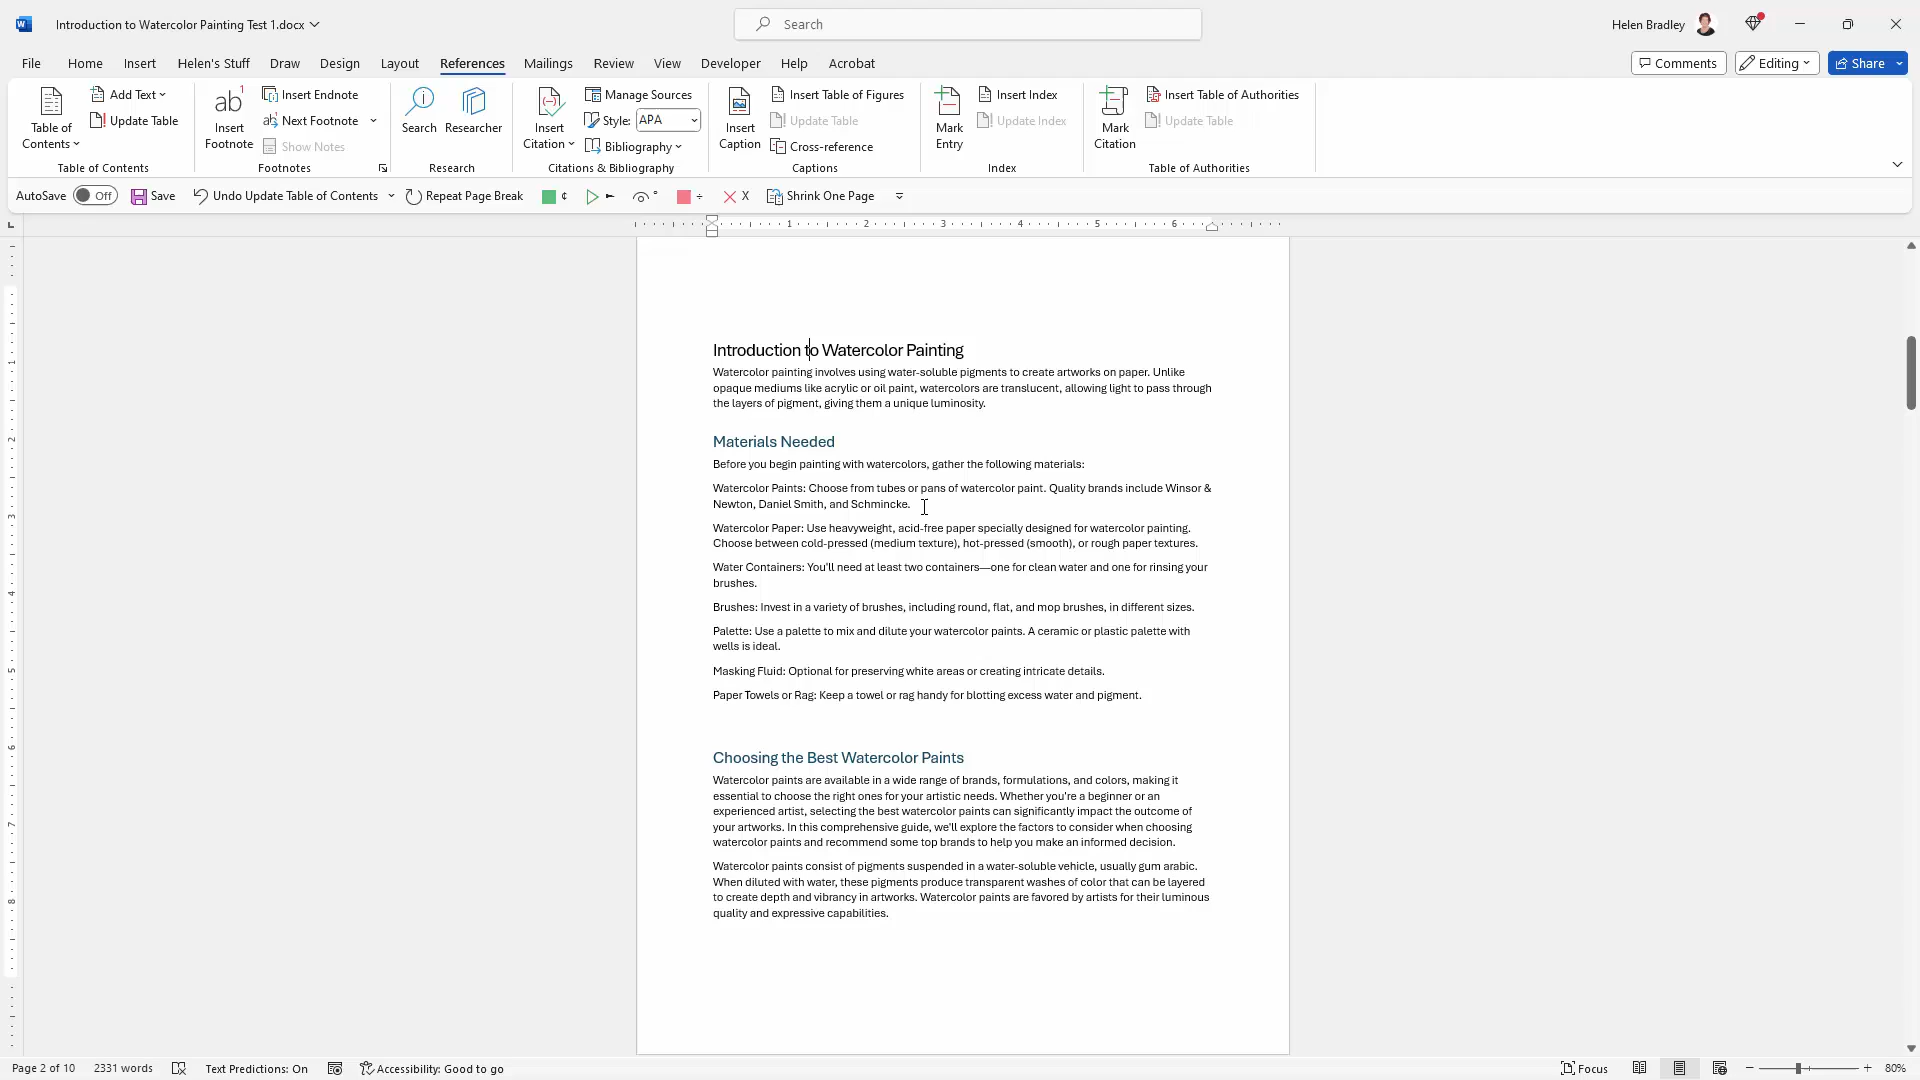 Introduction to Watercolor Painting Test 1.docx
Search
Helen Bradley
File Home Insert Helen's Stuff Draw Design Layout References Mailings Review View Developer Help Acrobat
Comments Editing Share
Table of Contents
Add Text
Update Table
Table of Contents
ab 1
Insert Footnote
Insert Endnote
Next Footnote
Show Notes
Footnotes
Search
Researcher
Research
Insert Citation
Manage Sources
Style: APA
Bibliography
Citations & Bibliography
Insert Caption
Insert Table of Figures
Update Table
Cross-reference
Captions
Mark Entry
Insert Index
Update Index
Index
Mark Citation
Insert Table of Authorities
Update Table
Table of Authorities
AutoSave Off Save Undo Update Table of Contents Repeat Page Break ¢ X Shrink One Page
1 2 3 4 5 6
Introduction to Watercolor Painting
Watercolor painting involves using water-soluble pigments to create artworks on paper. Unlike
opaque mediums like acrylic or oil paint, watercolors are translucent, allowing light to pass through
the layers of pigment, giving them a unique luminosity.
Materials Needed
Before you begin painting with watercolors, gather the following materials:
Watercolor Paints: Choose from tubes or pans of watercolor paint. Quality brands include Winsor &
Newton, Daniel Smith, and Schmincke.
Watercolor Paper: Use heavyweight, acid-free paper specially designed for watercolor painting.
Choose between cold-pressed (medium texture), hot-pressed (smooth), or rough paper textures.
Water Containers: You'll need at least two containers—one for clean water and one for rinsing your
brushes.
Brushes: Invest in a variety of brushes, including round, flat, and mop brushes, in different sizes.
Palette: Use a palette to mix and dilute your watercolor paints. A ceramic or plastic palette with
wells is ideal.
Masking Fluid: Optional for preserving white areas or creating intricate details.
Paper Towels or Rag: Keep a towel or rag handy for blotting excess water and pigment.
Choosing the Best Watercolor Paints
Watercolor paints are available in a wide range of brands, formulations, and colors, making it
essential to choose the right ones for your artistic needs. Whether you're a beginner or an
experienced artist, selecting the best watercolor paints can significantly impact the outcome of
your artworks. In this comprehensive guide, we'll explore the factors to consider when choosing
watercolor paints and recommend some top brands to help you make an informed decision.
Watercolor paints consist of pigments suspended in a water-soluble vehicle, usually gum arabic.
When diluted with water, these pigments produce transparent washes of color that can be layered
to create depth and vibrancy in artworks. Watercolor paints are favored by artists for their luminous
quality and expressive capabilities.
1
2
3
4
5
6
7
8
Page 2 of 10 2331 words Text Predictions: On Accessibility: Good to go Focus 80%